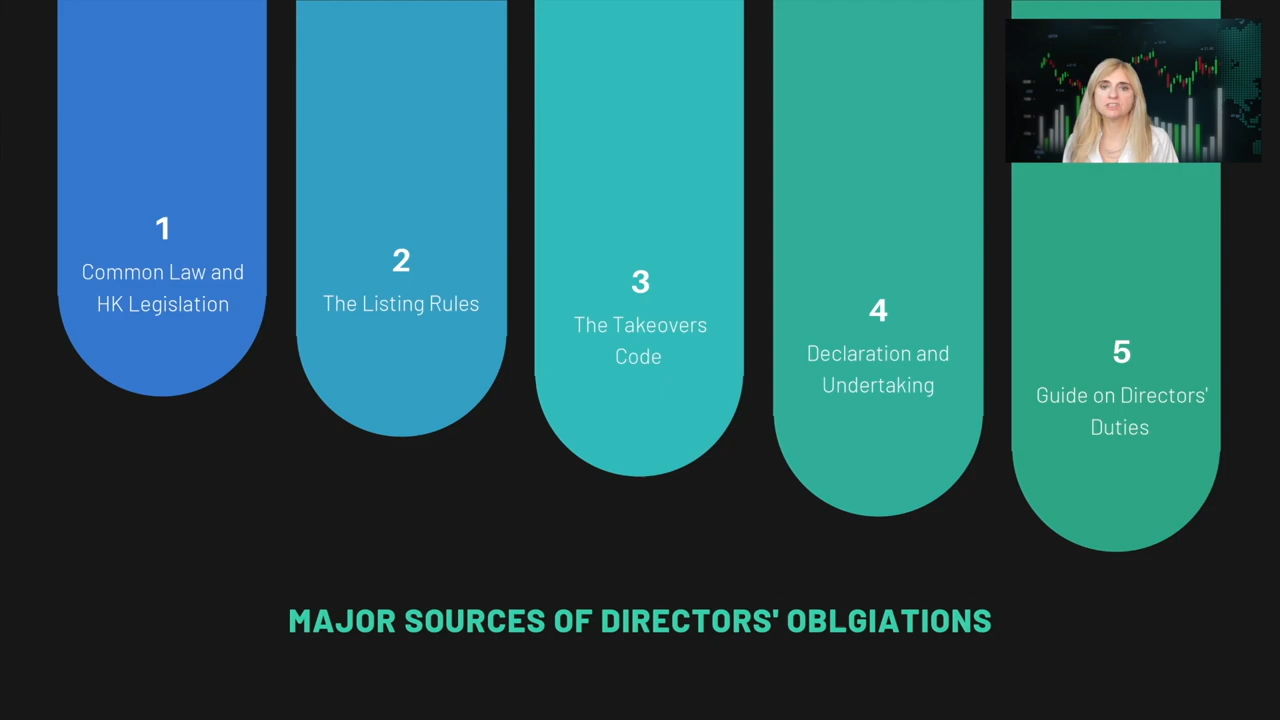 1
Common Law and
HK Legislation
2
The Listing Rules
3
The Takeovers
Code
4
Declaration and
Undertaking
5
Guide on Directors'
Duties
MAJOR SOURCES OF DIRECTORS' OBLGIATIONS